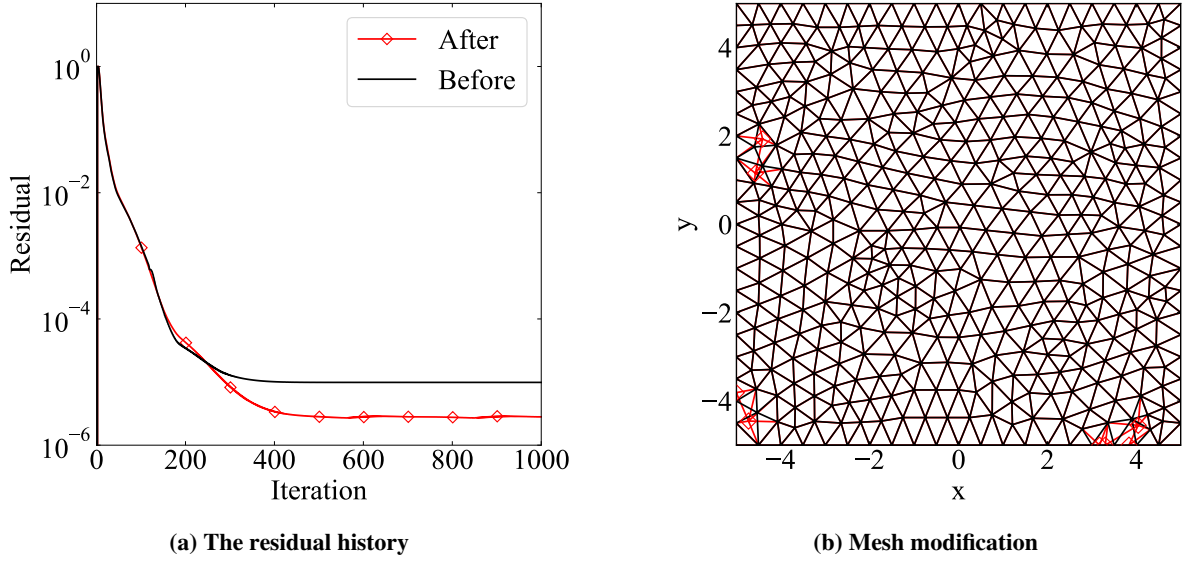 After
Before
10^0
10^−2
10^−4
10^−6
Residual
0
200
400
600
800
1000
Iteration
(a) The residual history
4
2
0
−2
−4
y
−4
−2
0
2
4
x
(b) Mesh modification